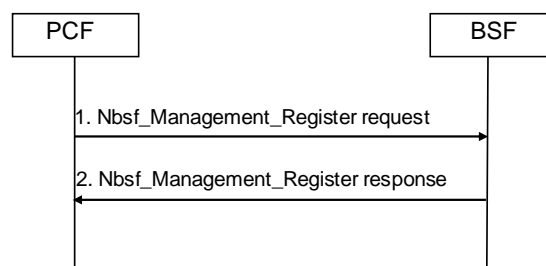 PCF
BSF
1. Nbsf_Management_Register request
2. Nbsf_Management_Register response